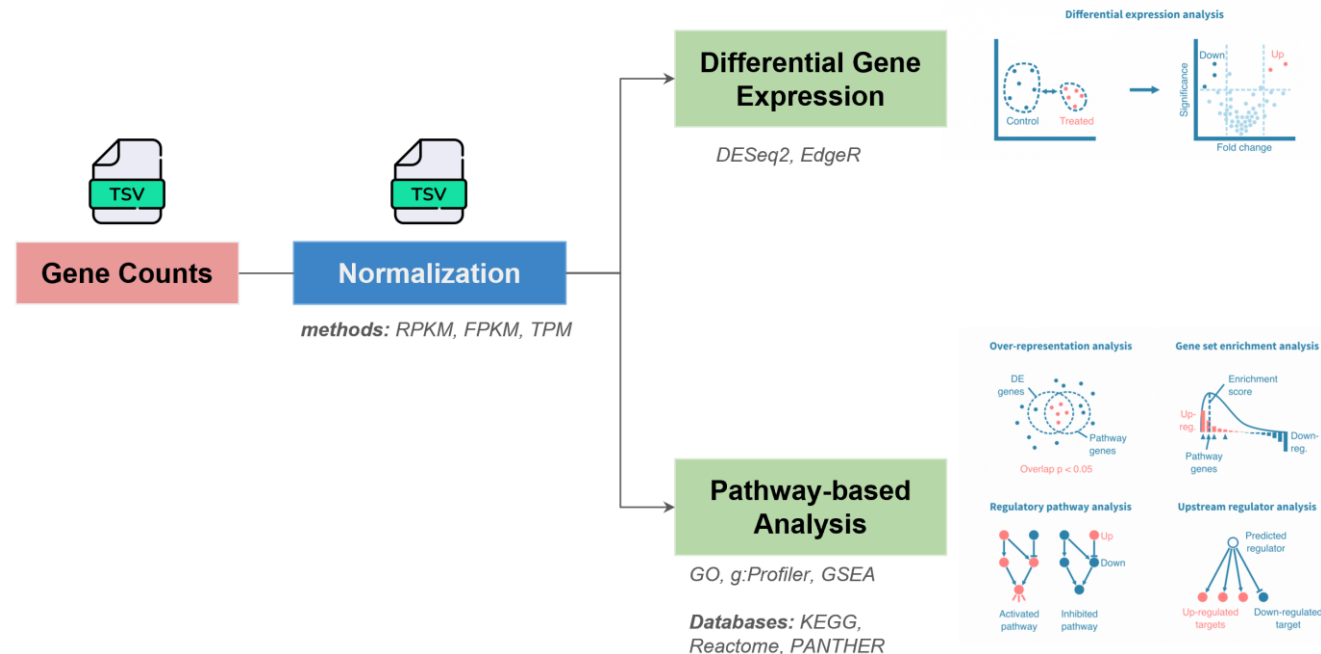 Differential expression analysis
Differential Gene
Expression
DESeq2, EdgeR
Control
Treated
Significance
Down
Up
Fold change
TSV
TSV
Gene Counts
Normalization
methods: RPKM, FPKM, TPM
Over-representation analysis
DE
genes
Pathway
genes
Overlap p < 0.05
Gene set enrichment analysis
Enrichment
score
Up-
reg.
Down-
reg.
Pathway
genes
Pathway-based
Analysis
GO, g:Profiler, GSEA
Databases: KEGG,
Reactome, PANTHER
Regulatory pathway analysis
Up
Down
Activated
pathway
Inhibited
pathway
Upstream regulator analysis
Predicted
regulator
Up-regulated
targets
Down-regulated
target